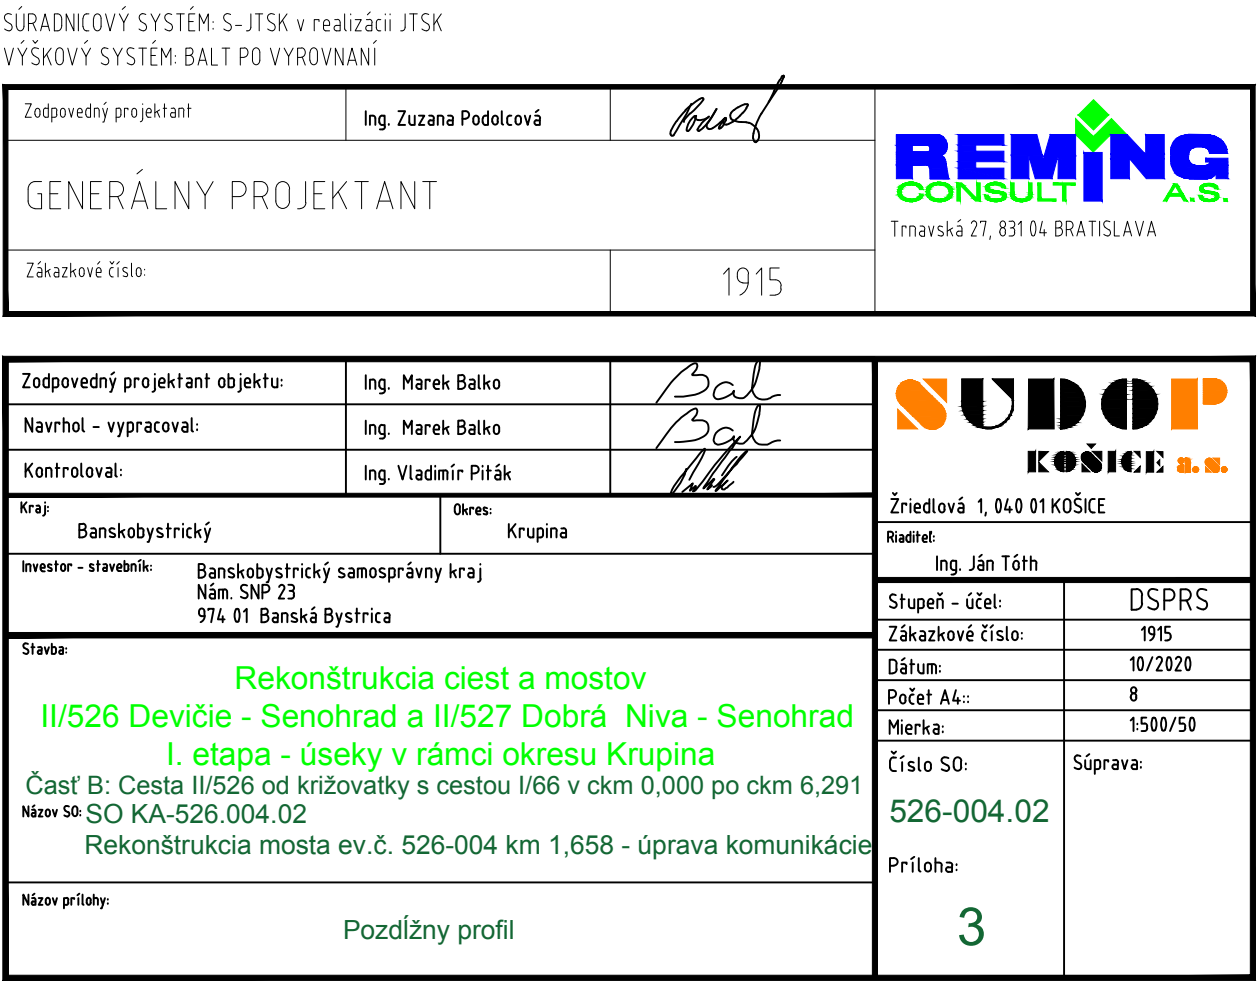 SÚRADNICOVÝ SYSTÉM: S-JTSK v realizácii JTSK
VÝŠKOVÝ SYSTÉM: BALT PO VYROVNANÍ
Zodpovedný projektant
Ing. Zuzana Podolcová
GENERÁLNY PROJEKTANT
Zákazkové číslo:
1915
REMING
CONSULT A.S.
Trnavská 27, 831 04 BRATISLAVA
Zodpovedný projektant objektu:
Ing. Marek Balko
Bal
Navrhol - vypracoval:
Ing. Marek Balko
Bal
Kontroloval:
Ing. Vladimír Piták
Kraj:
Banskobystrický
Okres:
Krupina
Investor - stavebník:
Banskobystrický samosprávny kraj
Nám. SNP 23
974 01 Banská Bystrica
SUDOP
KOŠICE a.s.
Žriedlová 1, 040 01 KOŠICE
Riaditeľ:
Ing. Ján Tóth
Stupeň - účel:
DSPRS
Zákazkové číslo:
1915
Dátum:
10/2020
Počet A4::
8
Mierka:
1:500/50
Stavba:
Rekonštrukcia ciest a mostov
II/526 Devičie - Senohrad a II/527 Dobrá Niva - Senohrad
I. etapa - úseky v rámci okresu Krupina
Časť B: Cesta II/526 od križovatky s cestou I/66 v ckm 0,000 po ckm 6,291
Názov SO: SO KA-526.004.02
Rekonštrukcia mosta ev.č. 526-004 km 1,658 - úprava komunikácie
Číslo SO:
526-004.02
Súprava:
Príloha:
3
Názov prílohy:
Pozdĺžny profil